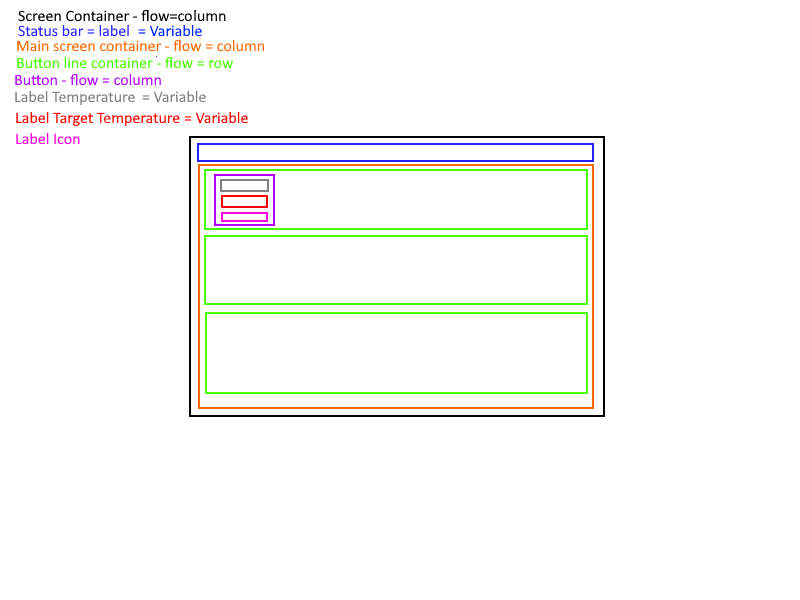 Screen Container - flow=column
Status bar = label  = Variable
Main screen container - flow = column
Button line container - flow = row
Button - flow = column
Label Temperature  = Variable
Label Target Temperature = Variable
Label Icon